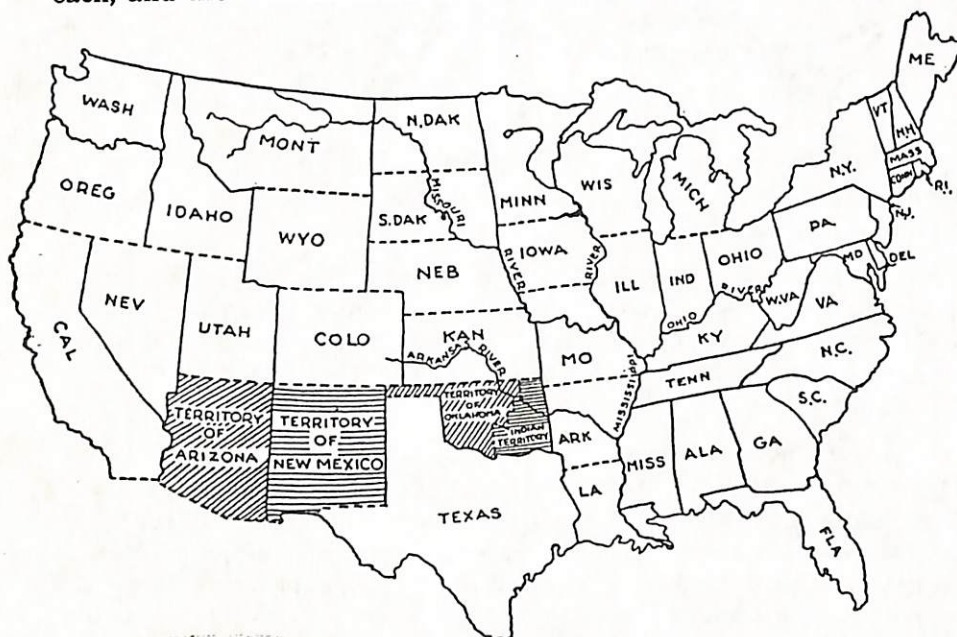 each, and
ME
WASH
N.DAK
MONT
VT
N.H.
MASS
CONN
R.I.
N.Y.
OREG
IDAHO
MISSOURI
MINN
WIS
MICH
S.DAK
WYO
PA.
N.J.
IOWA
RIVER
RIVER
NEB
OHIO
MD
DEL
NEV
ILL
IND
RIVER
W.VA
VA.
UTAH
COLO
KAN
OHIO
KY
CAL
ARKANSAS
RIVER
MO
MISSISSIPPI
N.C.
TENN
TERRITORY
OF
ARIZONA
TERRITORY
OF
NEW MEXICO
TERRITORY
OF
OKLAHOMA
INDIAN
TERRITORY
ARK
S.C.
MISS
ALA
GA
LA
TEXAS
FLA